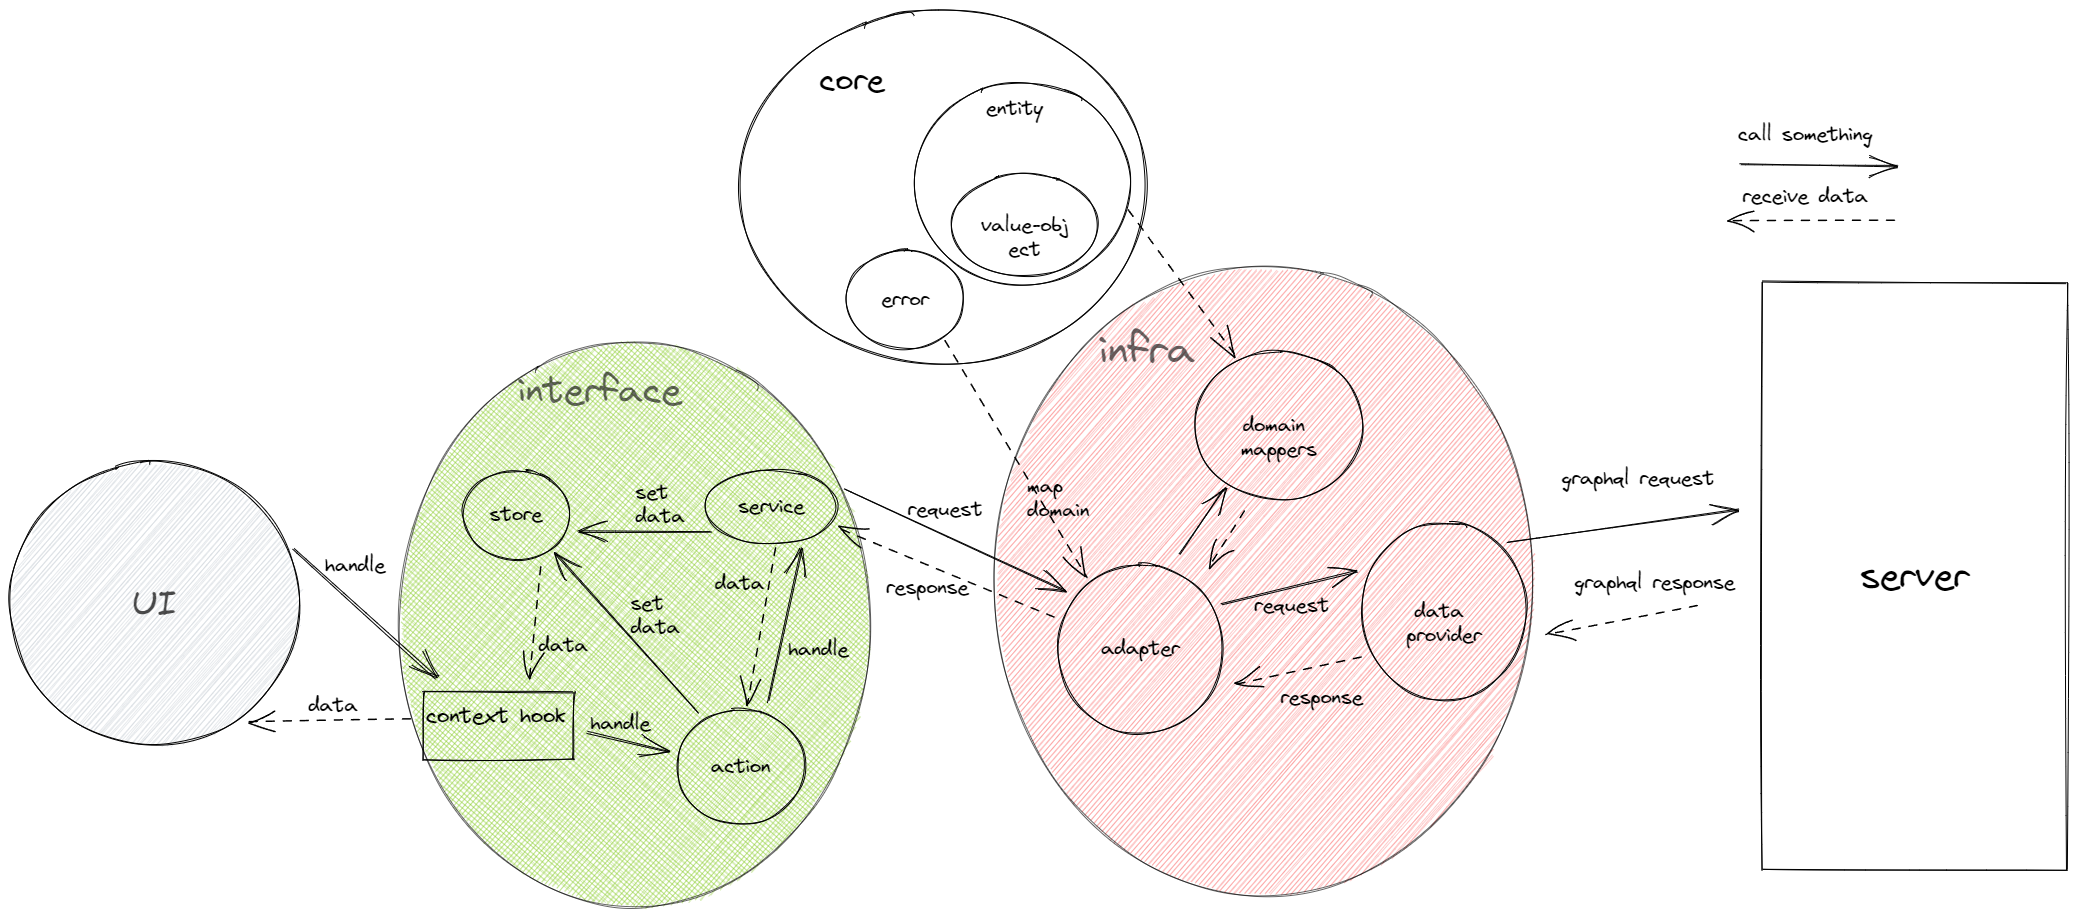 core
entity
value-obj
ect
error
call something
receive data
infra
interface
domain
mappers
map
domain
graphql request
graphql response
server
set
data
service
store
request
response
handle
UI
data
set
data
handle
data
data
context hook
handle
action
adapter
request
data
provider
response